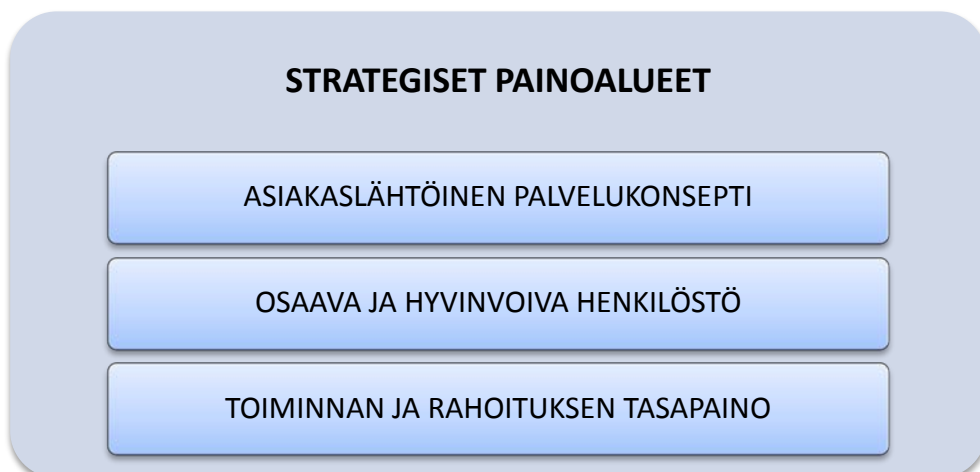 STRATEGISET PAINOALUEET
ASIAKASLÄHTÖINEN PALVELUKONSEPTI
OSAAVA JA HYVINVOIVA HENKILÖSTÖ
TOIMINNAN JA RAHOITUKSEN TASAPAINO